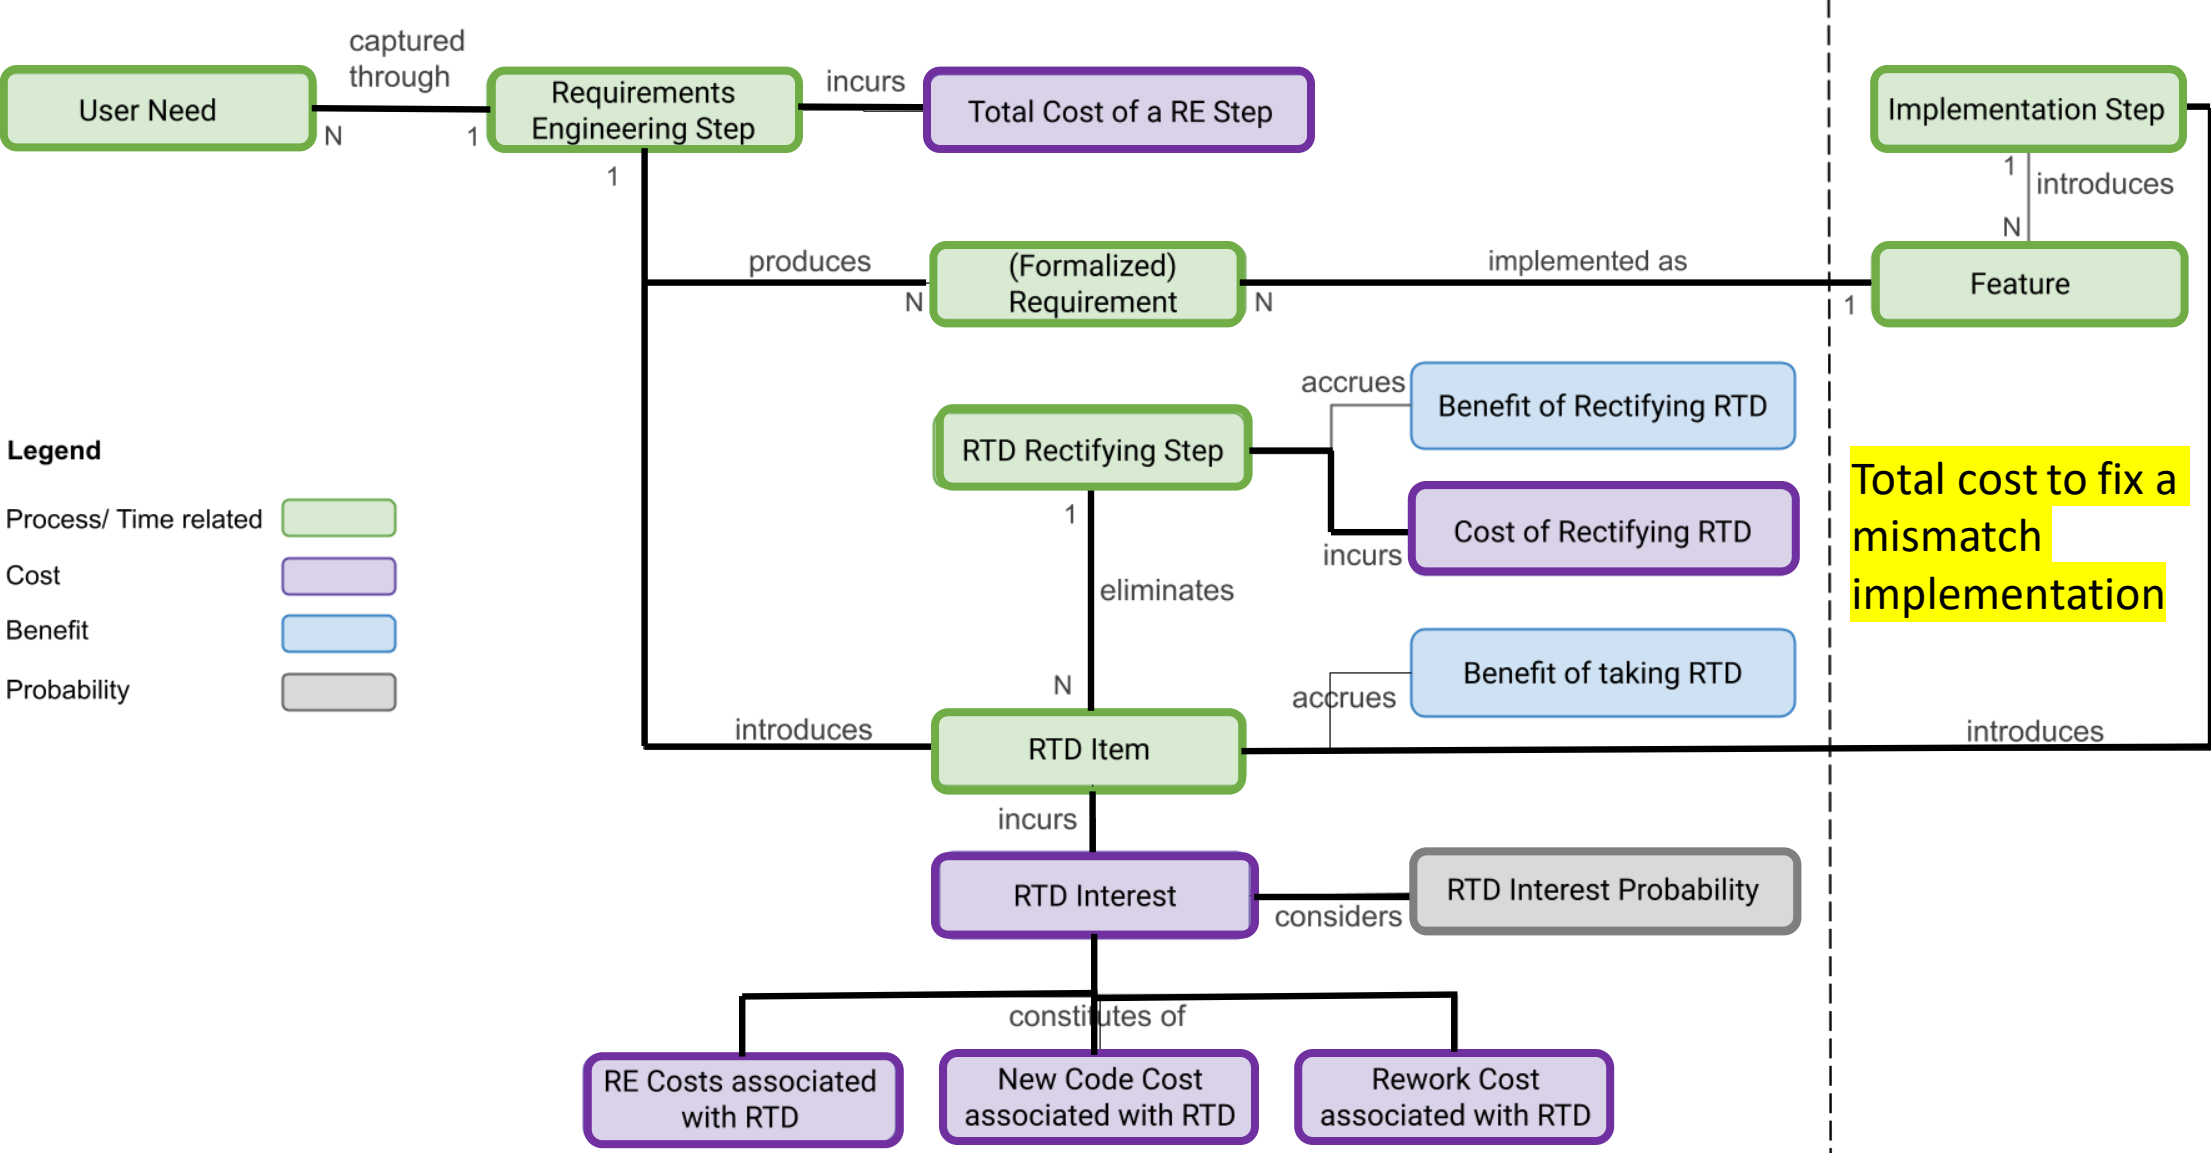 captured
through
User Need
N
1
Requirements
Engineering Step
incurs
Total Cost of a RE Step
Implementation Step
1
introduces
N
1
produces
N
(Formalized)
Requirement
N
implemented as
1
Feature
accrues
Benefit of Rectifying RTD
RTD Rectifying Step
Cost of Rectifying RTD
incurs
1
eliminates
N
Total cost to fix a
mismatch
implementation
Legend
Process/ Time related
Cost
Benefit
Probability
Benefit of taking RTD
accrues
introduces
RTD Item
introduces
incurs
RTD Interest
considers
RTD Interest Probability
constitutes of
RE Costs associated
with RTD
New Code Cost
associated with RTD
Rework Cost
associated with RTD